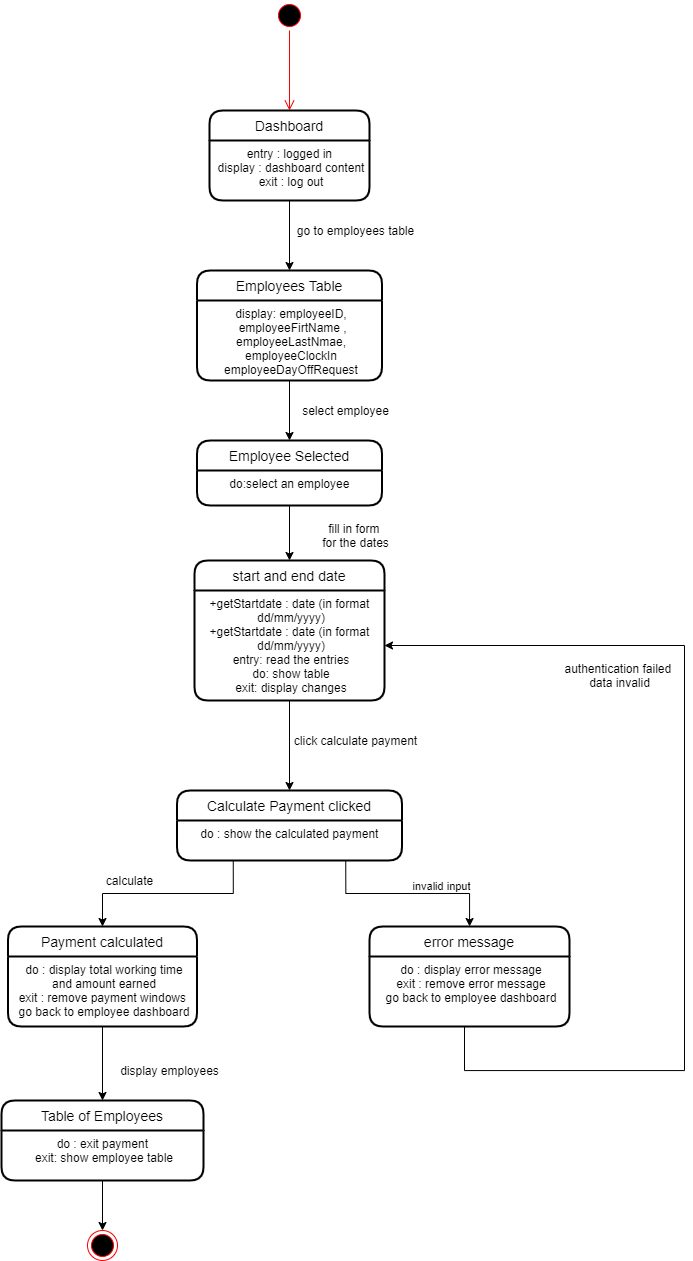 Dashboard
entry : logged in
display : dashboard content
exit : log out
go to employees table
Employees Table
display: employeeID,
employeeFirtName ,
employeeLastNmae,
employeeClockIn
employeeDayOffRequest
select employee
Employee Selected
do:select an employee
fill in form
for the dates
start and end date
+getStartdate : date (in format
dd/mm/yyyy)
+getStartdate : date (in format
dd/mm/yyyy)
entry: read the entries
do: show table
exit: display changes
authentication failed
data invalid
click calculate payment
Calculate Payment clicked
do : show the calculated payment
calculate
invalid input
Payment calculated
do : display total working time
and amount earned
exit : remove payment windows
go back to employee dashboard
error message
do : display error message
exit : remove error message
go back to employee dashboard
display employees
Table of Employees
do : exit payment
exit: show employee table